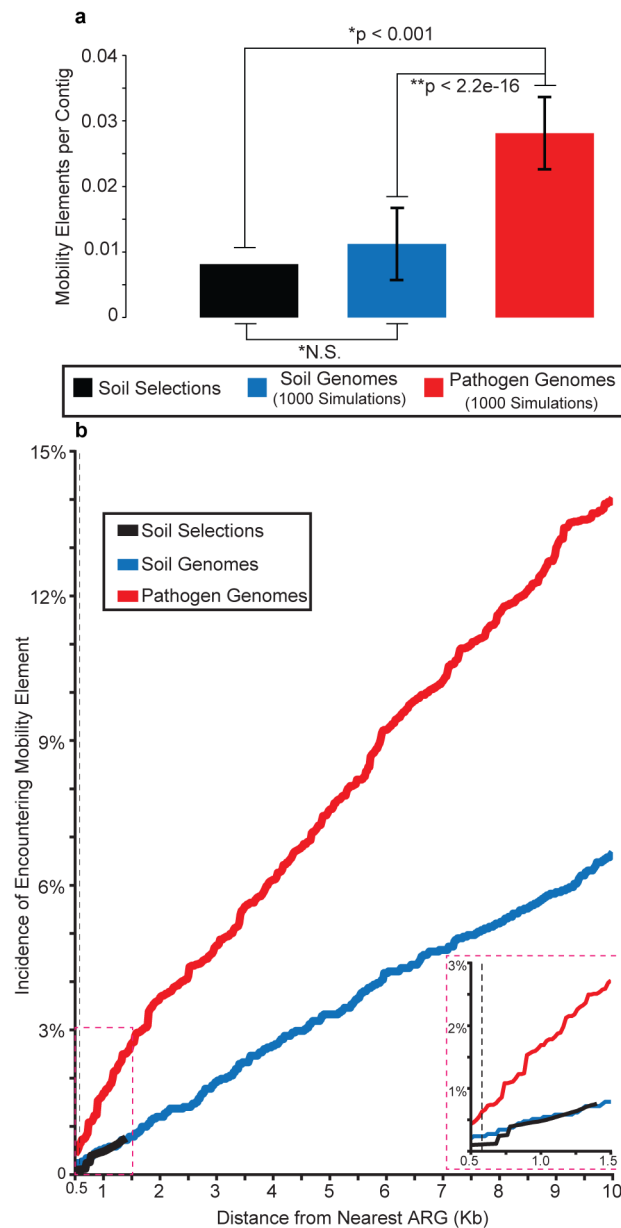 a
*p < 0.001
**p < 2.2e-16
0.04
0.03
0.02
0.01
0
Mobility Elements per Contig
*N.S.
Soil Selections
Soil Genomes
(1000 Simulations)
Pathogen Genomes
(1000 Simulations)
b
15%
12%
9%
6%
3%
0
Incidence of Encountering Mobility Element
Soil Selections
Soil Genomes
Pathogen Genomes
3%
2%
1%
0.5
1.0
1.5
0.5 1 2 3 4 5 6 7 8 9 10
Distance from Nearest ARG (Kb)